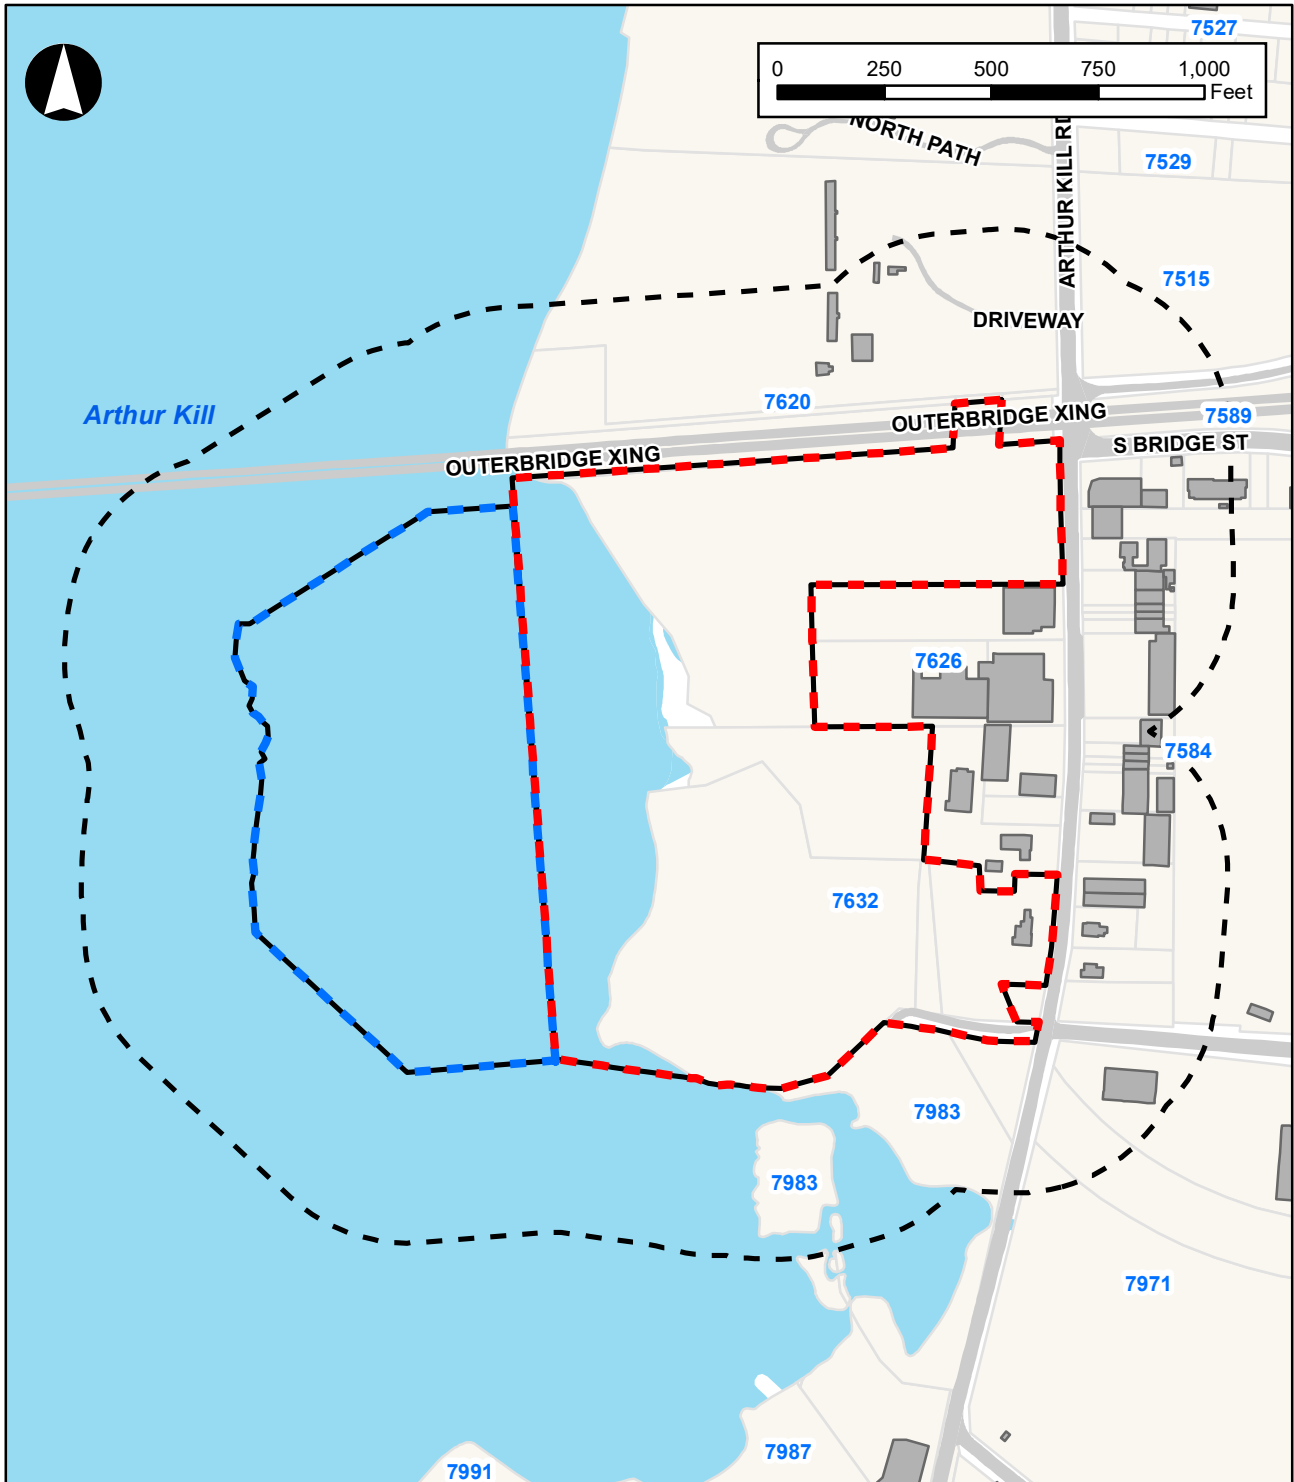 7527
0 250 500 750 1,000
Feet
NORTH PATH
ARTHUR KILL RD
7529
7515
DRIVEWAY
Arthur Kill
7620
OUTERBRIDGE XING
7589
S BRIDGE ST
OUTERBRIDGE XING
7626
7584
7632
7983
7983
7971
7987
7991